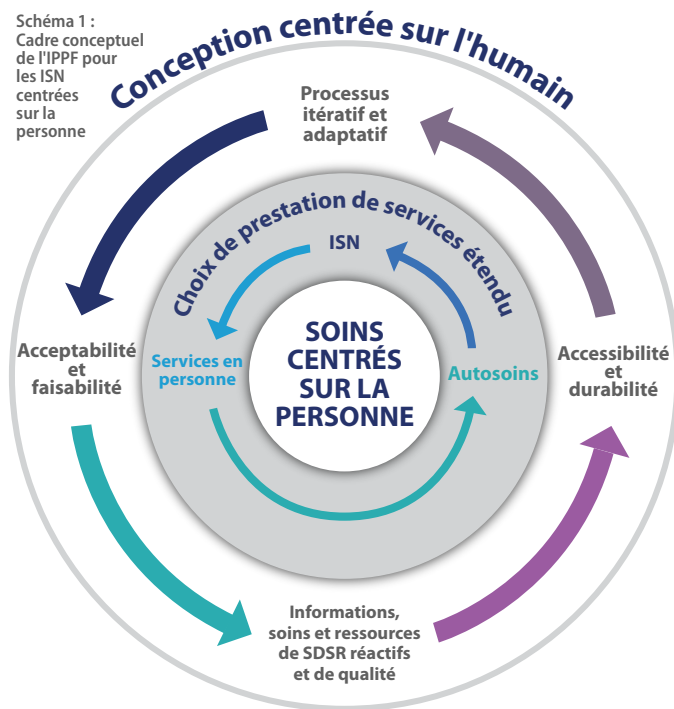 Schéma 1 :
Cadre conceptuel
de l'IPPF pour
les ISN
centrées
sur la
personne
Conception centrée sur l'humain
Processus
itératif et
adaptatif
Choix de prestation de services étendu
ISN
SOINS
CENTRÉS
SUR LA
PERSONNE
Services en
personne
Autosoins
Acceptabilité
et
faisabilité
Accessibilité
et
durabilité
Informations,
soins et ressources
de SDSR réactifs
et de qualité